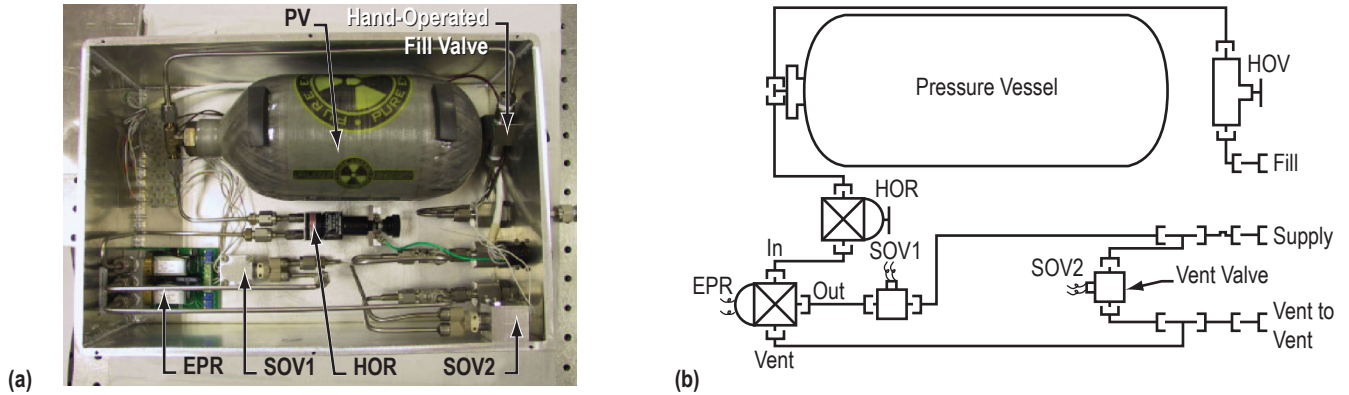 PV
Hand-Operated
Fill Valve
PURE
EPR
SOV1
HOR
SOV2
(a)
Pressure Vessel
HOV
Fill
HOR
In
SOV1
Supply
EPR
Out
SOV2
Vent Valve
Vent
Vent to
Vent
(b)